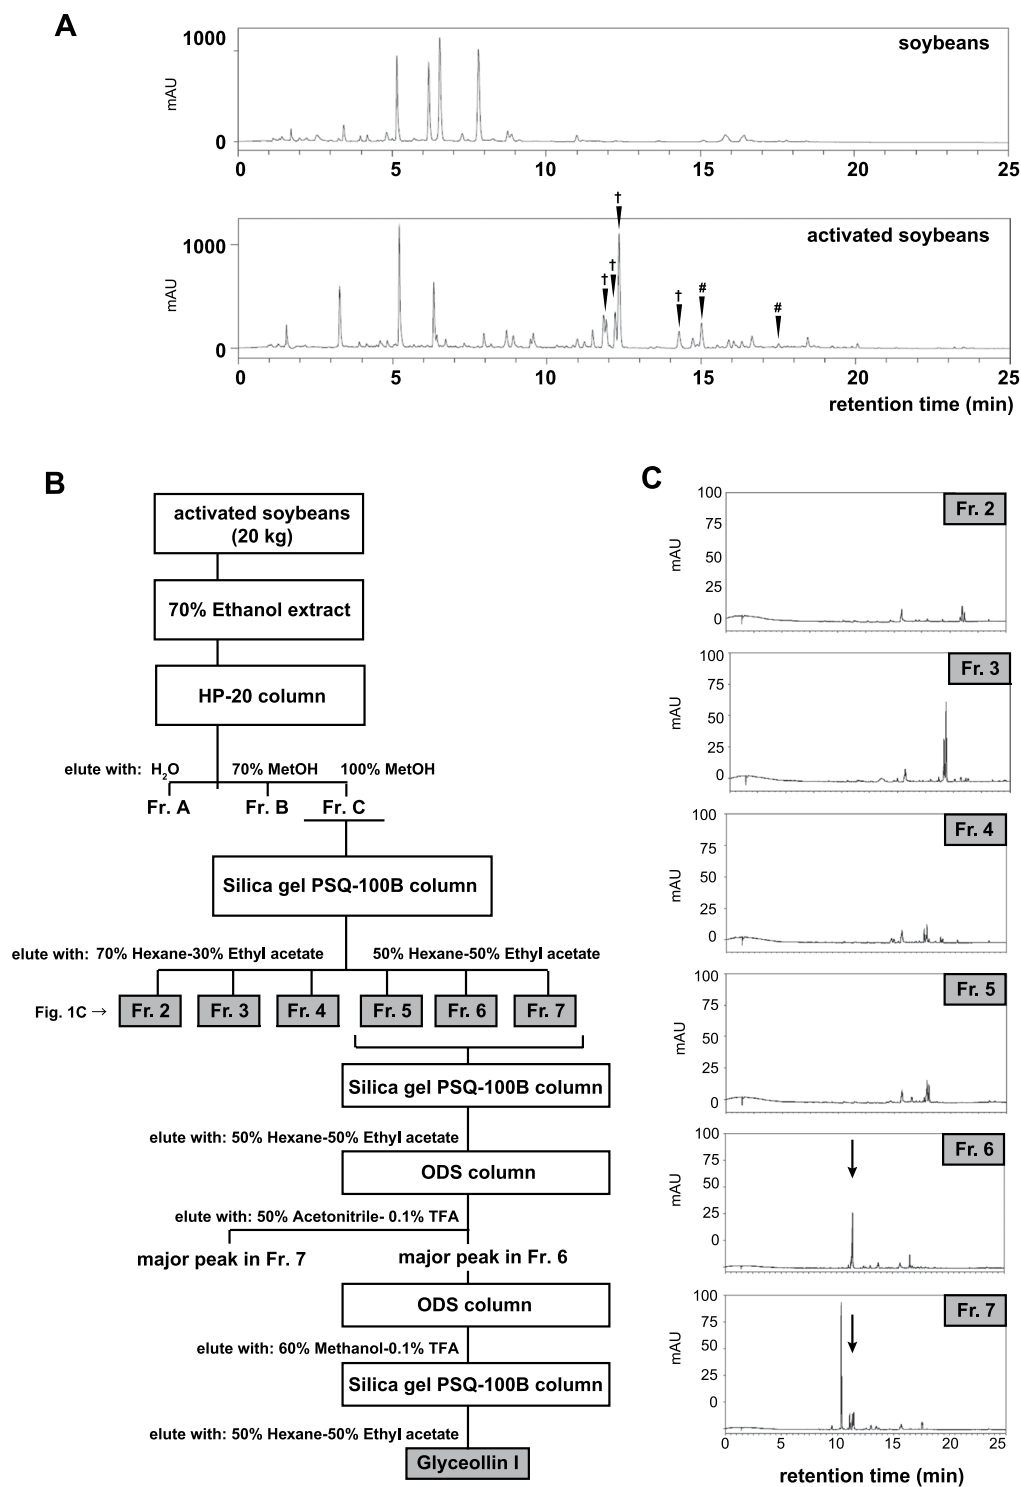 A
1000
mAU
0
soybeans
0 5 10 15 20 25
1000
mAU
0
activated soybeans
† † † † # #
0 5 10 15 20 25
retention time (min)
B
activated soybeans
(20 kg)
70% Ethanol extract
HP-20 column
elute with: H2O 70% MetOH 100% MetOH
Fr. A Fr. B Fr. C
Silica gel PSQ-100B column
elute with: 70% Hexane-30% Ethyl acetate 50% Hexane-50% Ethyl acetate
Fig. 1C → Fr. 2 Fr. 3 Fr. 4 Fr. 5 Fr. 6 Fr. 7
Silica gel PSQ-100B column
elute with: 50% Hexane-50% Ethyl acetate
ODS column
elute with: 50% Acetonitrile- 0.1% TFA
major peak in Fr. 7 major peak in Fr. 6
ODS column
elute with: 60% Methanol-0.1% TFA
Silica gel PSQ-100B column
elute with: 50% Hexane-50% Ethyl acetate
Glyceollin I
C
100
75
50
25
0
mAU
Fr. 2
100
75
50
25
0
mAU
Fr. 3
100
75
50
25
0
mAU
Fr. 4
100
75
50
25
0
mAU
Fr. 5
100
75
50
25
0
mAU
Fr. 6
100
75
50
25
0
mAU
Fr. 7
0 5 10 15 20 25
retention time (min)